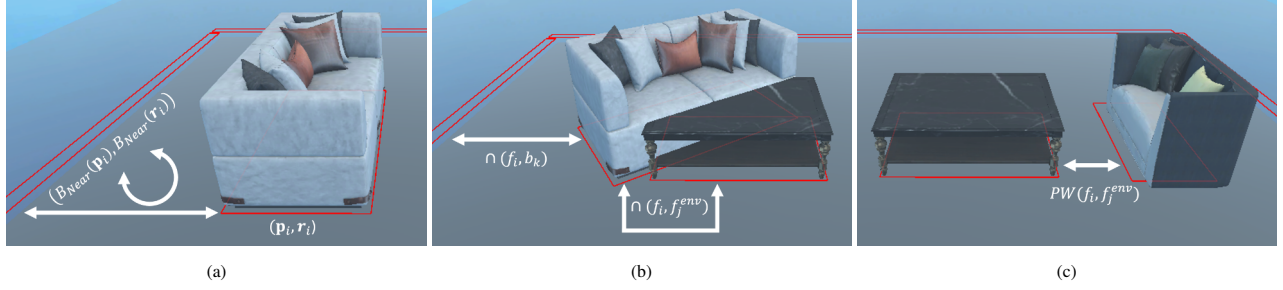 (B_Near(𝐩_i), B_Near(𝒓_i))
(𝐩_i, 𝒓_i)
∩ (f_i, b_k)
∩ (f_i, f_j^env)
PW(f_i, f_j^env)
(a)
(b)
(c)